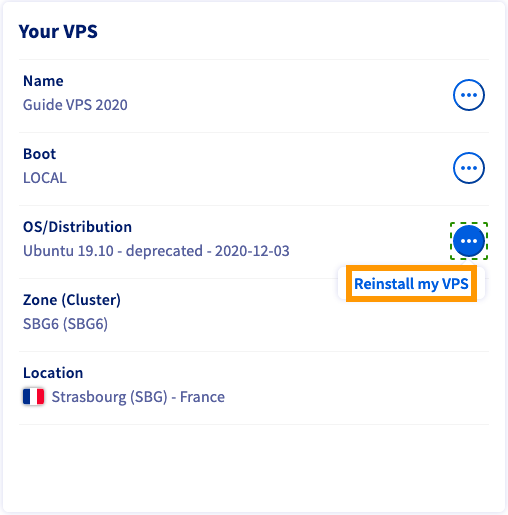 Your VPS
Name
Guide VPS 2020
Boot
LOCAL
OS/Distribution
Ubuntu 19.10 - deprecated - 2020-12-03
Reinstall my VPS
Zone (Cluster)
SBG6 (SBG6)
Location
Strasbourg (SBG) - France